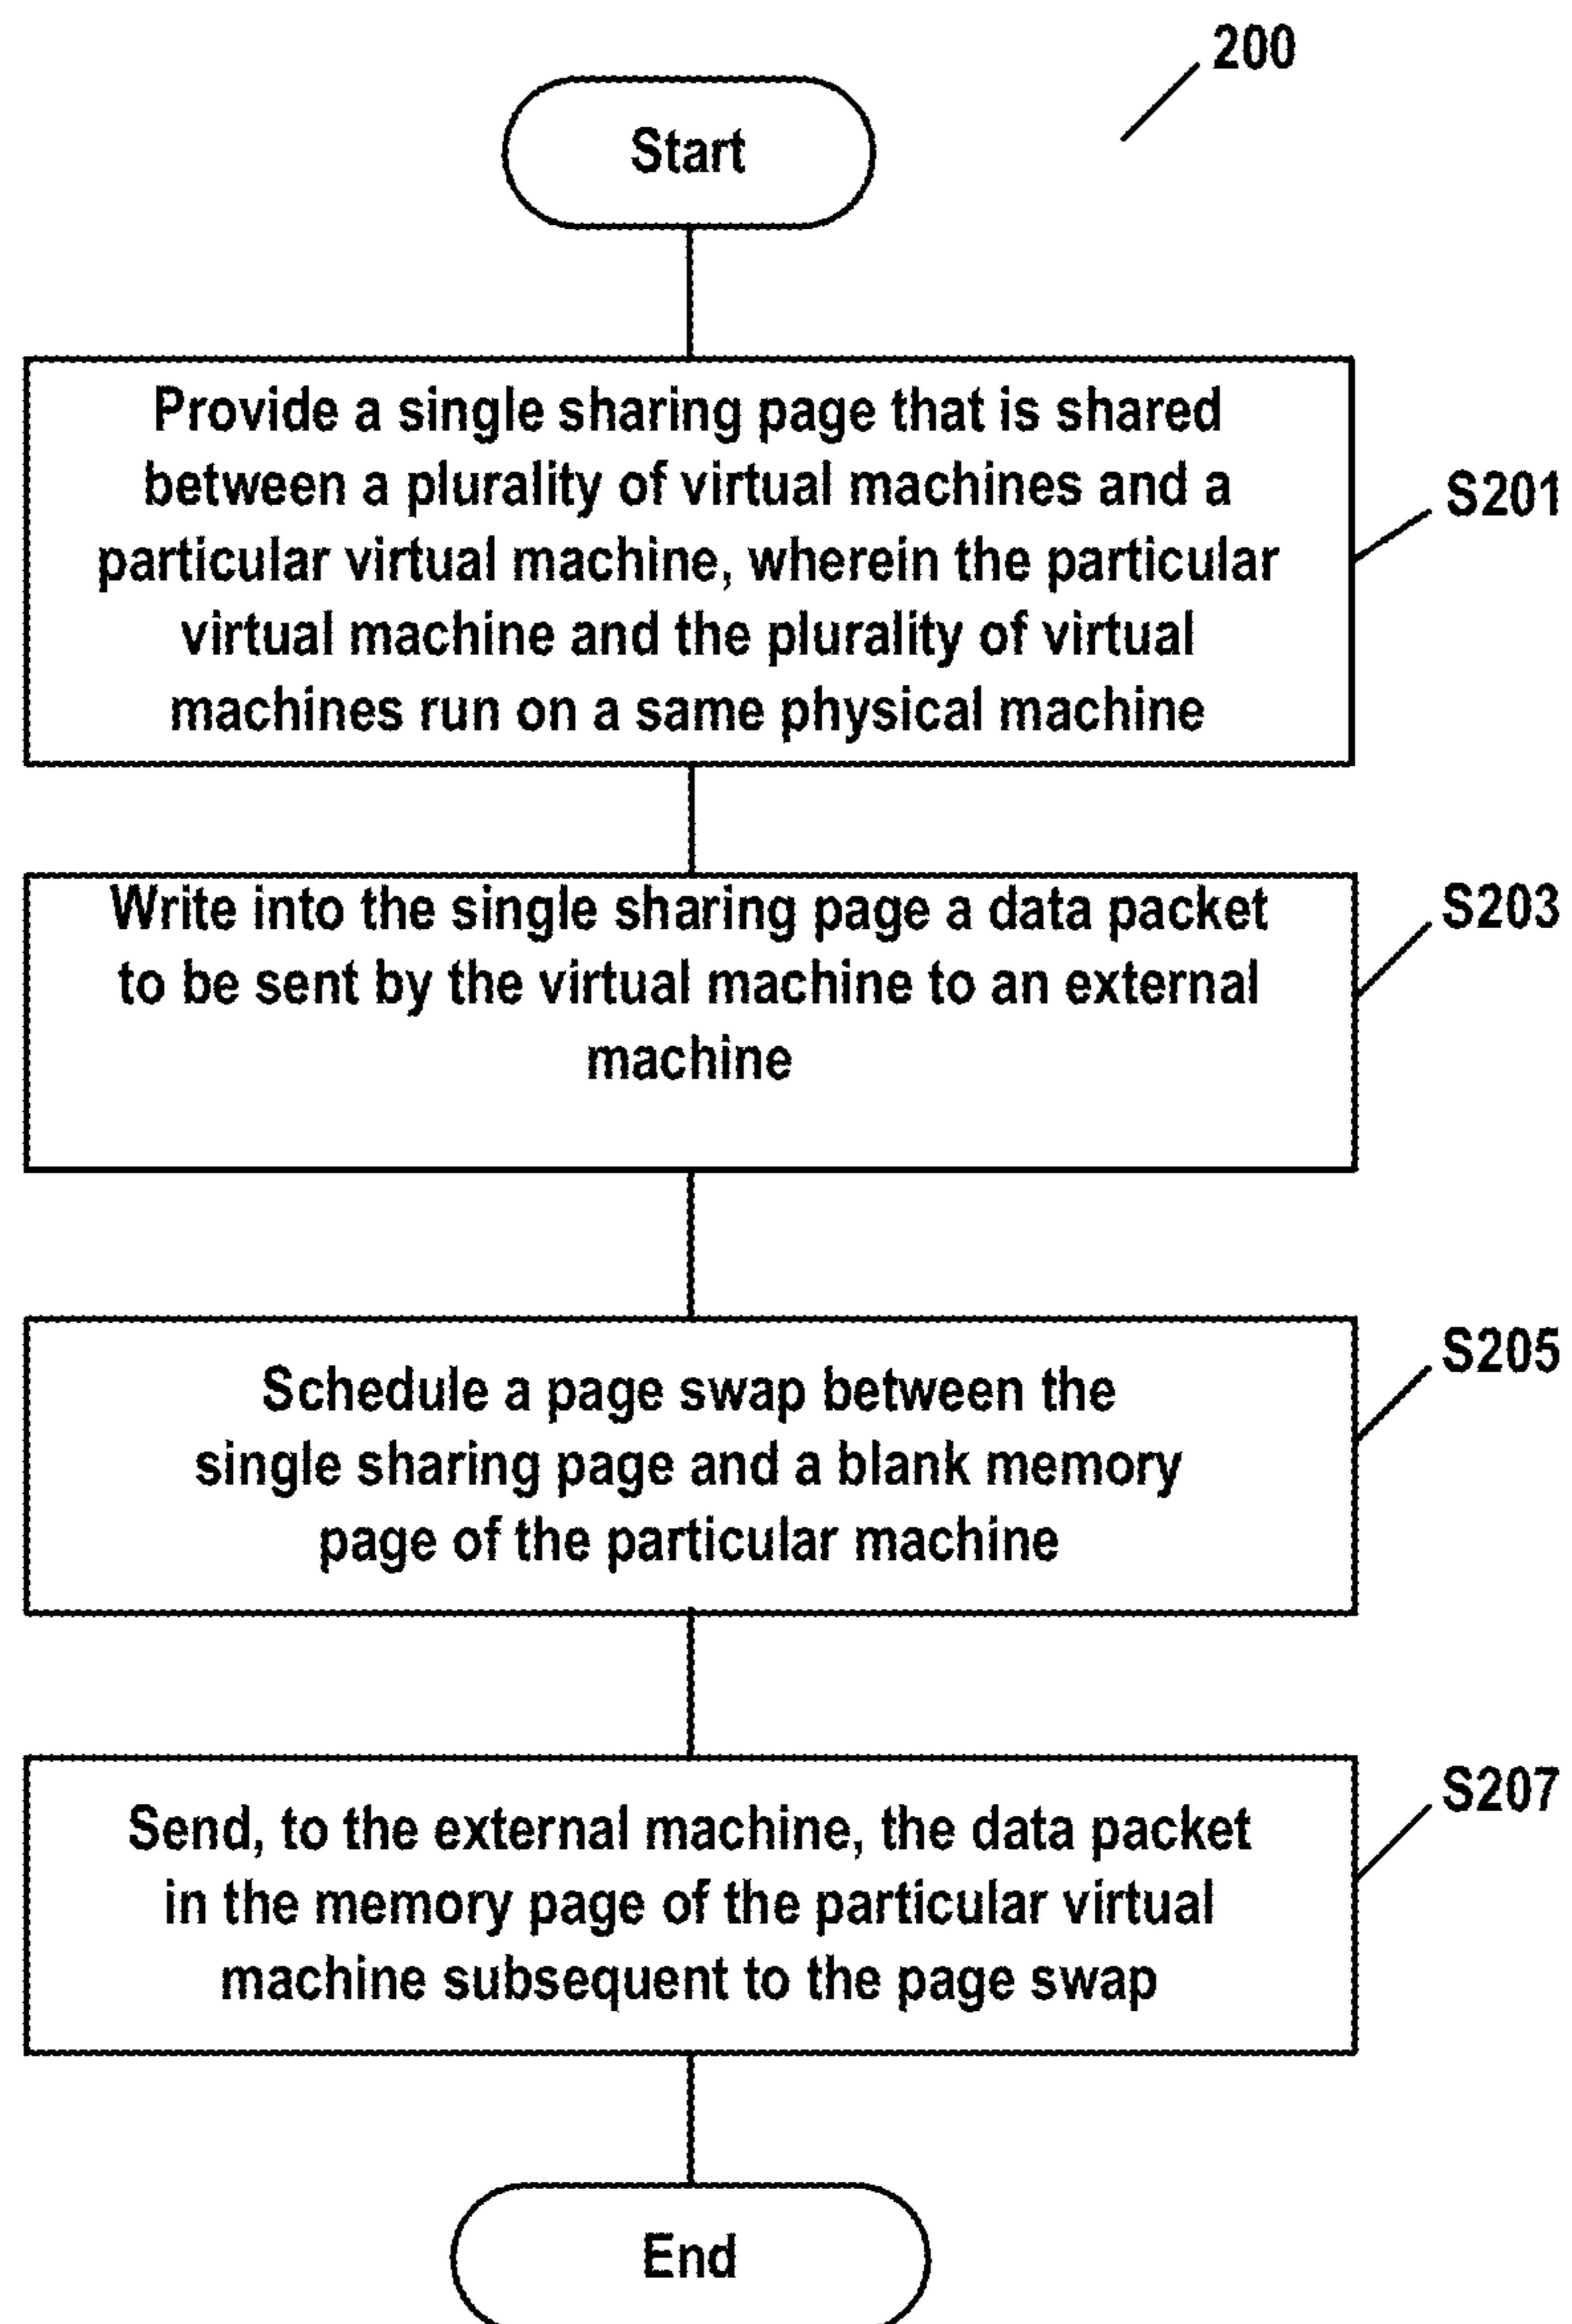 200
Start
Provide a single sharing page that is shared
between a plurality of virtual machines and a
particular virtual machine, wherein the particular
virtual machine and the plurality of virtual
machines run on a same physical machine
S201
Write into the single sharing page a data packet
to be sent by the virtual machine to an external
machine
S203
Schedule a page swap between the
single sharing page and a blank memory
page of the particular machine
S205
Send, to the external machine, the data packet
in the memory page of the particular virtual
machine subsequent to the page swap
S207
End